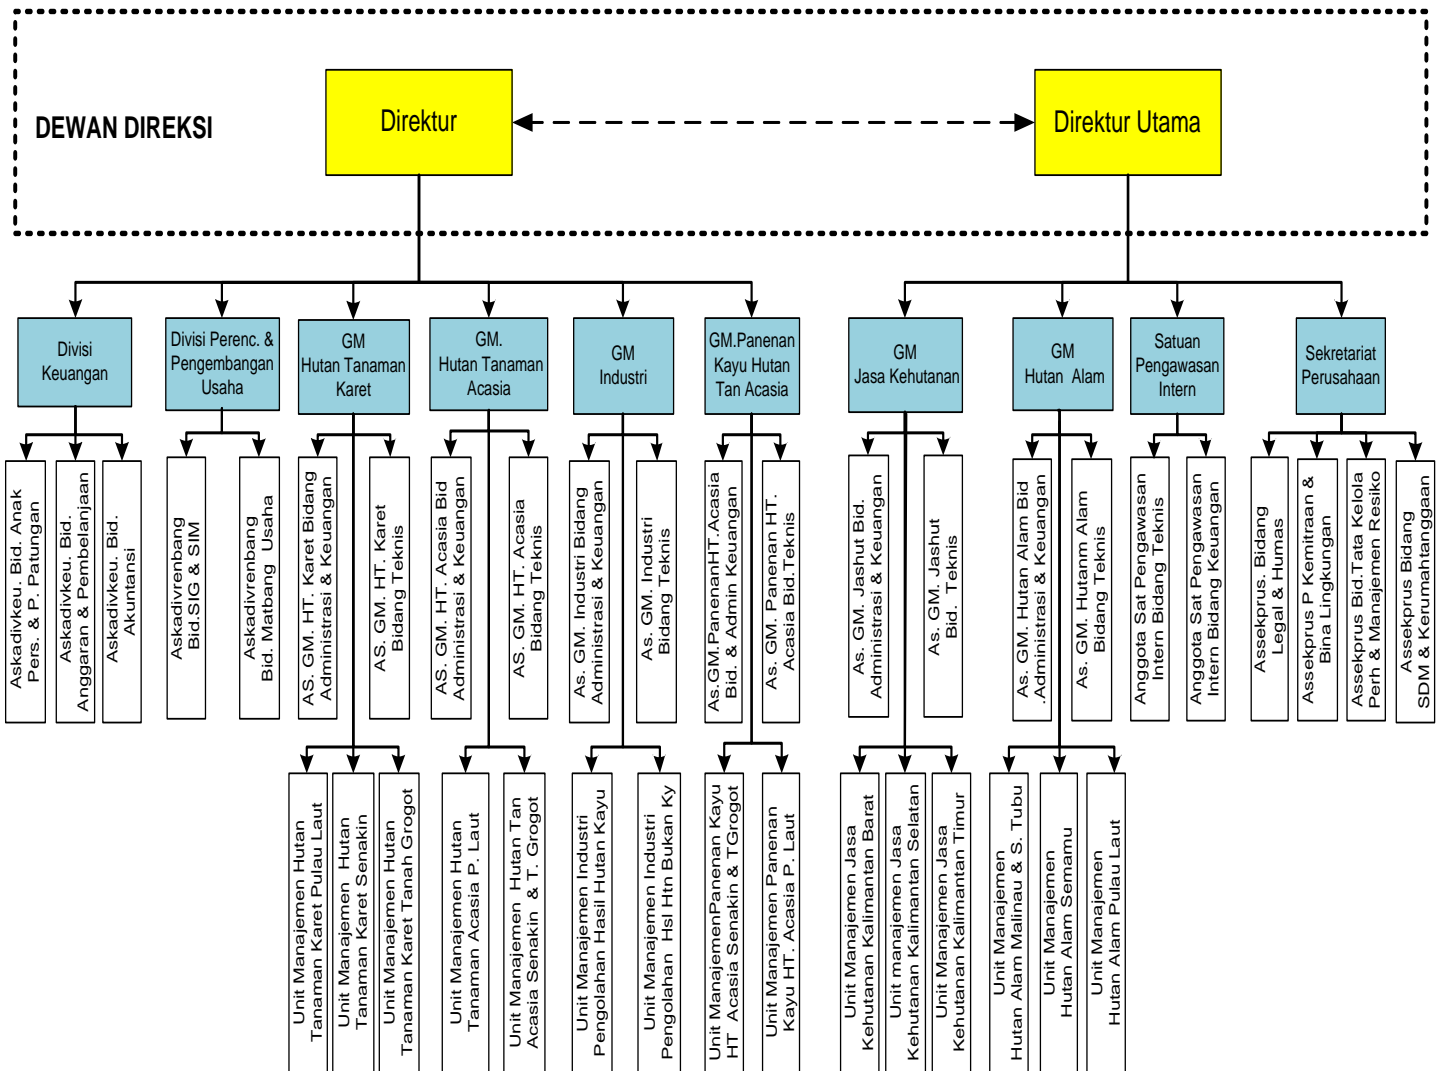 DEWAN DIREKSI
Direktur
Direktur Utama
Divisi
Keuangan
Divisi Perenc. &
Pengembangan
Usaha
GM
Hutan Tanaman
Karet
GM.
Hutan Tanaman
Acasia
GM
Industri
GM.Panenan
Kayu Hutan
Tan Acasia
GM
Jasa Kehutanan
GM
Hutan Alam
Satuan
Pengawasan
Intern
Sekretariat
Perusahaan
Askadivkeu. Bid. Anak
Pers. & P. Patungan
Askadivkeu. Bid.
Anggaran & Pembelanjaan
Askadivkeu. Bid.
Akuntansi
Askadivrenbang
Bid.SIG & SIM
Askadivrenbang
Bid. Matbang Usaha
AS. GM. HT. Karet Bidang
Administrasi & Keuangan
AS. GM. HT. Karet
Bidang Teknis
AS. GM. HT. Acasia Bid
Administrasi & Keuangan
AS. GM. HT. Acasia
Bidang Teknis
As. GM. Industri Bidang
Administrasi & Keuangan
As. GM. Industri
Bidang Teknis
As.GM.PanenanHT.Acasia
Bid. & Admin Keuangan
As. GM. Panenan HT.
Acasia Bid.Teknis
As. GM. Jashut Bid.
Administrasi & Keuangan
As. GM. Jashut
Bid. Teknis
As. GM. Hutan Alam Bid
.Administrasi & Keuangan
As. GM. Hutanm Alam
Bidang Teknis
Anggota Sat Pengawasan
Intern Bidang Teknis
Anggota Sat Pengawasan
Intern Bidang Keuangan
Assekprus. Bidang
Legal & Humas
Assekprus P Kemitraan &
Bina Lingkungan
Assekprus Bid.Tata Kelola
Perh & Manajemen Resiko
Assekprus Bidang
SDM & Kerumahtanggaan
Unit Manajemen Hutan
Tanaman Karet Pulau Laut
Unit Manajemen Hutan
Tanaman Karet Senakin
Unit Manajemen Hutan
Tanaman Karet Tanah Grogot
Unit Manajemen Hutan
Tanaman Acasia P. Laut
Unit Manajemen Hutan Tan
Acasia Senakin & T. Grogot
Unit Manajemen Industri
Pengolahan Hasil Hutan Kayu
Unit Manajemen Industri
Pengolahan Hsl Htn Bukan Ky
Unit ManajemenPanenan Kayu
HT Acasia Senakin & TGrogot
Unit Manajemen Panenan
Kayu HT. Acasia P. Laut
Unit Manajemen Jasa
Kehutanan Kalimantan Barat
Unit manajemen Jasa
Kehutanan Kalimantan Selatan
Unit Manajemen Jasa
Kehutanan Kalimantan Timur
Unit Manajemen
Hutan Alam Malinau & S. Tubu
Unit Manajemen
Hutan Alam Semamu
Unit Manajemen
Hutan Alam Pulau Laut